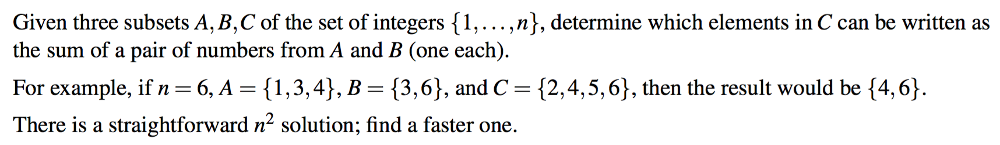 Given three subsets A, B, C of the set of integers {1,...,n}, determine which elements in C can be written as
the sum of a pair of numbers from A and B (one each).
For example, if n = 6, A = {1,3,4}, B = {3,6}, and C = {2,4,5,6}, then the result would be {4,6}.
There is a straightforward n² solution; find a faster one.